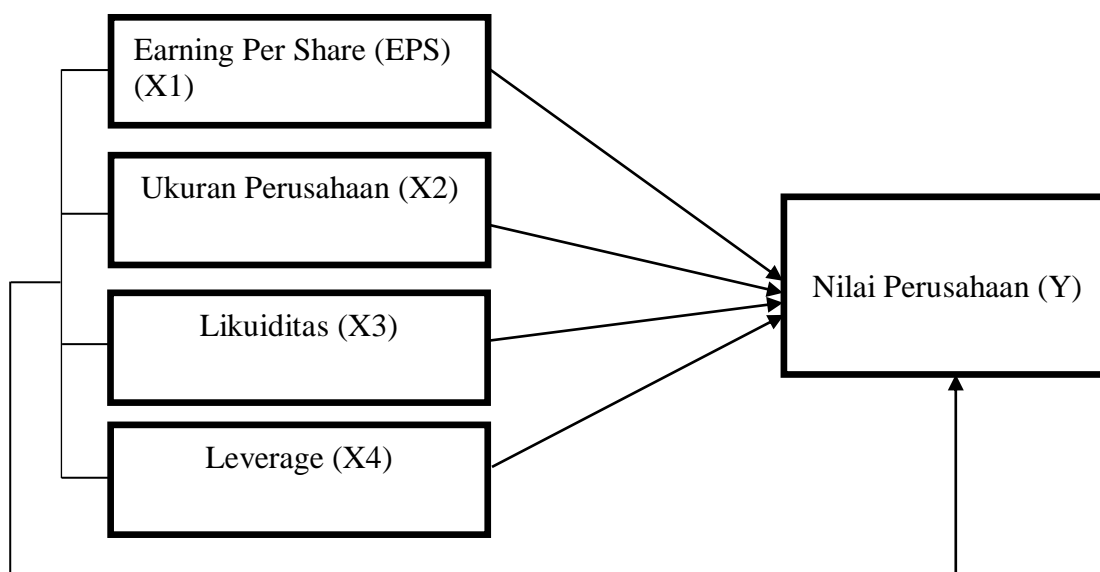 Earning Per Share (EPS)
(X1)
Ukuran Perusahaan (X2)
Likuiditas (X3)
Leverage (X4)
Nilai Perusahaan (Y)